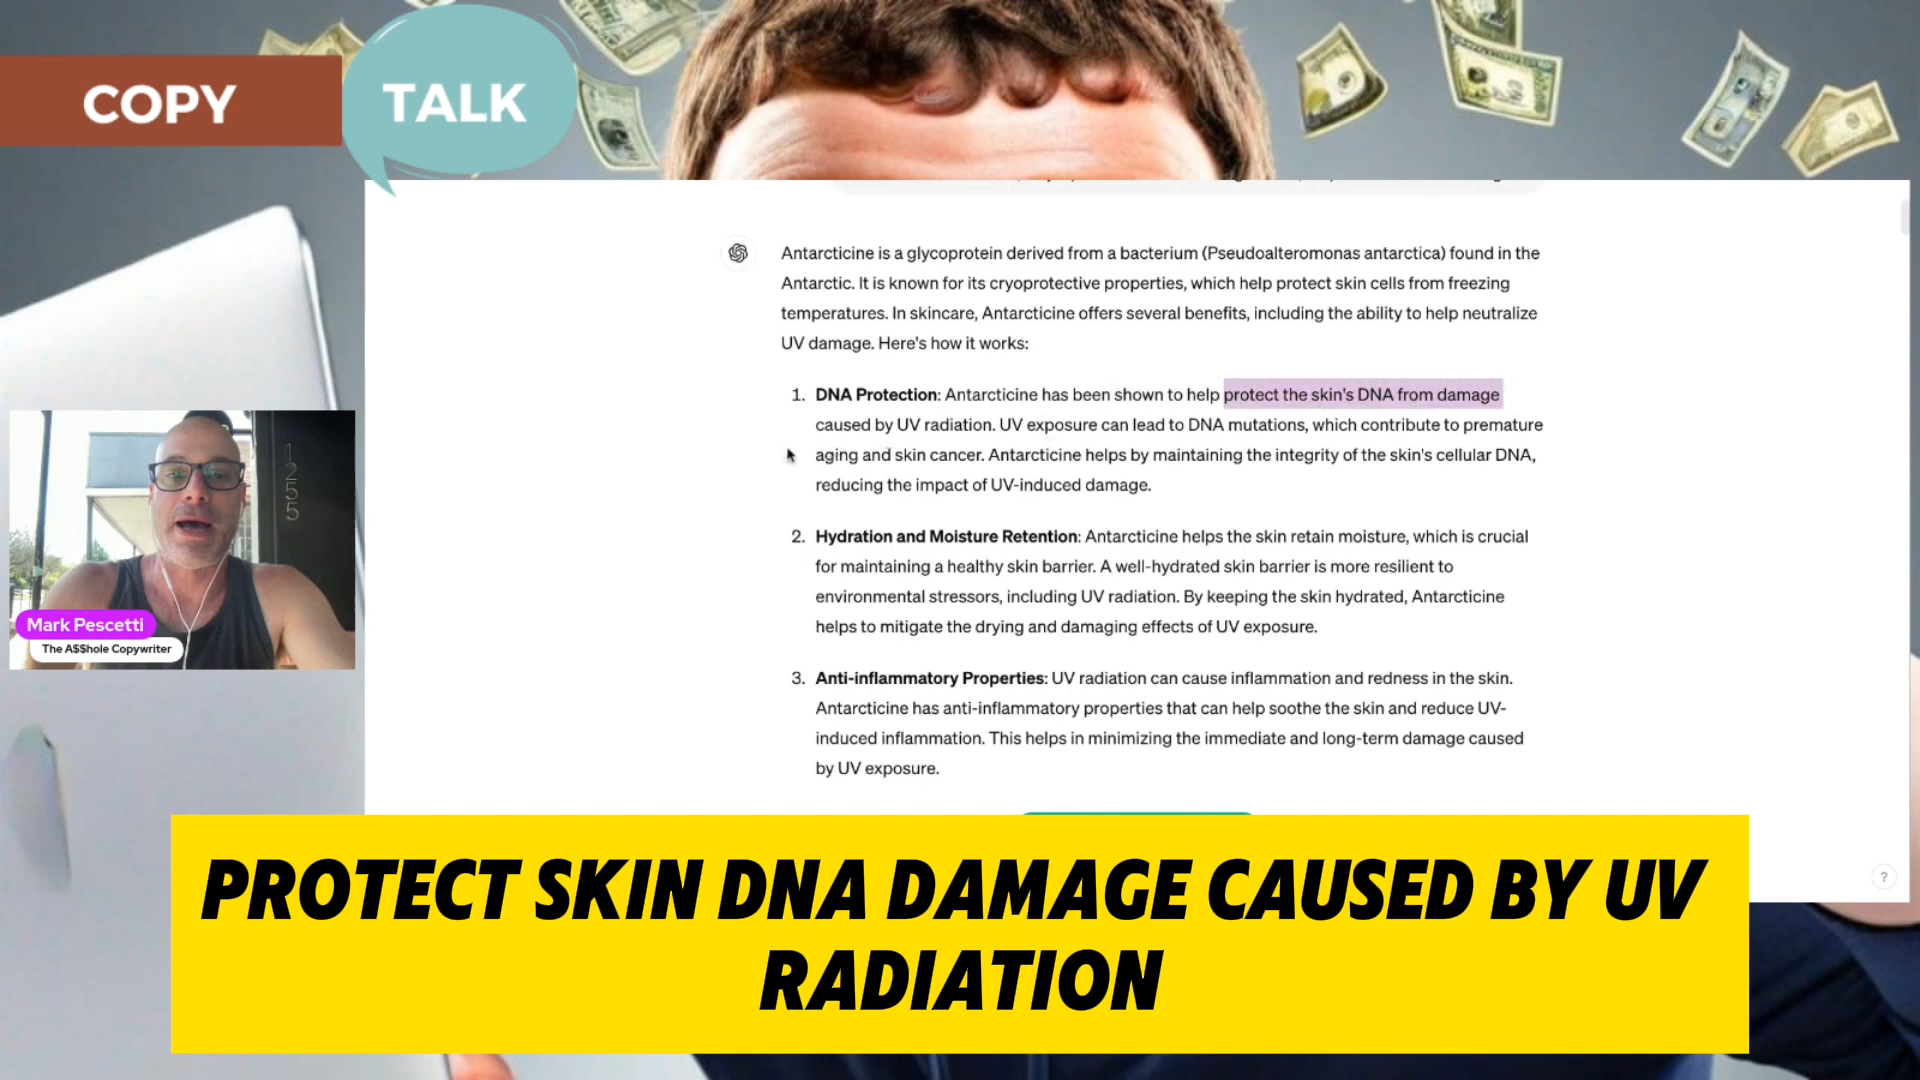 COPY
TALK
Antarcticine is a glycoprotein derived from a bacterium (Pseudoalteromonas antarctica) found in the
Antarctic. It is known for its cryoprotective properties, which help protect skin cells from freezing
temperatures. In skincare, Antarcticine offers several benefits, including the ability to help neutralize
UV damage. Here's how it works:
1. DNA Protection: Antarcticine has been shown to help protect the skin's DNA from damage
caused by UV radiation. UV exposure can lead to DNA mutations, which contribute to premature
aging and skin cancer. Antarcticine helps by maintaining the integrity of the skin's cellular DNA,
reducing the impact of UV-induced damage.
2. Hydration and Moisture Retention: Antarcticine helps the skin retain moisture, which is crucial
for maintaining a healthy skin barrier. A well-hydrated skin barrier is more resilient to
environmental stressors, including UV radiation. By keeping the skin hydrated, Antarcticine
helps to mitigate the drying and damaging effects of UV exposure.
3. Anti-inflammatory Properties: UV radiation can cause inflammation and redness in the skin.
Antarcticine has anti-inflammatory properties that can help soothe the skin and reduce UV-
induced inflammation. This helps in minimizing the immediate and long-term damage caused
by UV exposure.
1255
Mark Pescetti
The A$$hole Copywriter
?
PROTECT SKIN DNA DAMAGE CAUSED BY UV
RADIATION